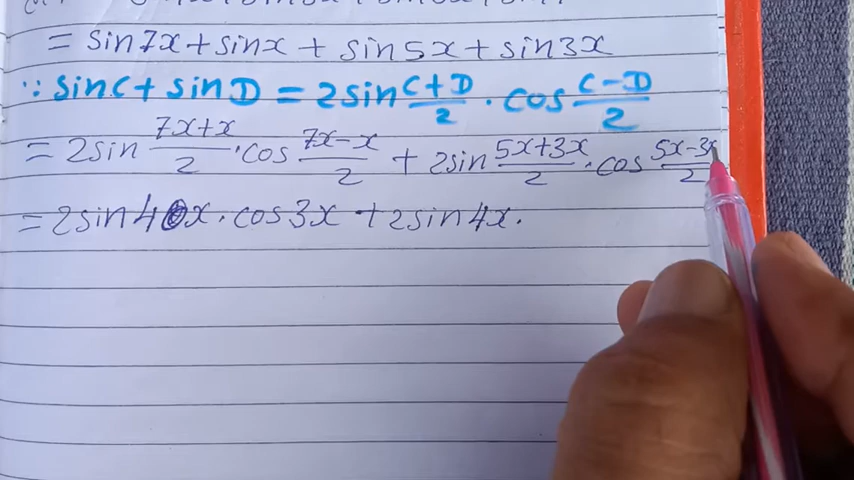 = sin7x + sinx + sin5x + sin3x
∵ sinC + sinD = 2sin (C+D)/2 · cos (C-D)/2
= 2sin (7x+x)/2 · cos (7x-x)/2 + 2sin (5x+3x)/2 · cos (5x-3x)/2
= 2sin4x · cos3x + 2sin4x ·